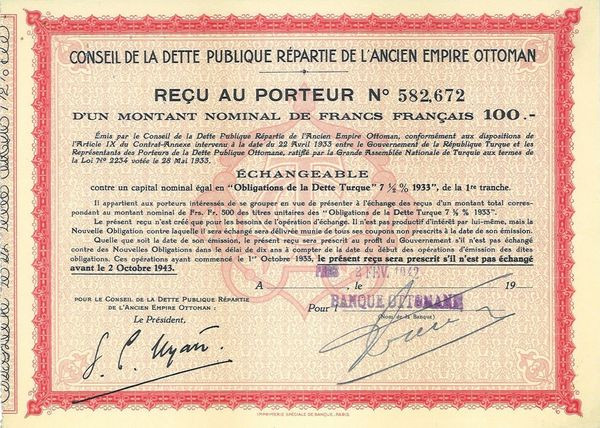 CONSEIL DE LA DETTE PUBLIQUE RÉPARTIE DE L'ANCIEN EMPIRE OTTOMAN
REÇU AU PORTEUR No 582,672
D'UN MONTANT NOMINAL DE FRANCS FRANÇAIS 100.-
Émis par le Conseil de la Dette Publique Répartie de l'Ancien Empire Ottoman, conformément aux dispositions de
l'Article IX du Contrat-Annexe intervenu à la date du 22 Avril 1933 entre le Gouvernement de la République Turque et les
Représentants des Porteurs de la Dette Publique Ottomane, ratifié par la Grande Assemblée Nationale de Turquie aux termes de
la Loi No 2234 votée le 28 Mai 1933.
ÉCHANGEABLE
contre un capital nominal égal en "Obligations de la Dette Turque" 7 ½ % 1933", de la 1re tranche.
Il appartient aux porteurs intéressés de se grouper en vue de présenter à l'échange des reçus d'un montant total corres-
pondant au montant nominal de Frs. Fr. 500 des titres unitaires des "Obligations de la Dette Turque 7 ½ % 1933".
Le présent reçu n'est créé que pour les besoins de l'opération d'échange. Il n'est pas productif d'intérêt par lui-même, mais la
Nouvelle Obligation contre laquelle il sera échangé sera délivrée munie de tous ses coupons non prescrits à la date de son émission.
Quelle que soit la date de son émission, le présent reçu sera prescrit au profit du Gouvernement s'il n'est pas échangé
contre des Nouvelles Obligations dans le délai de dix ans à compter de la date du début des opérations d'émission des dites
obligations. Ces opérations ayant commencé le 1er Octobre 1933, le présent reçu sera prescrit s'il n'est pas échangé
avant le 2 Octobre 1943.
PARIS 2 FEV. 1942
A , le 19
POUR LE CONSEIL DE LA DETTE PUBLIQUE RÉPARTIE
DE L'ANCIEN EMPIRE OTTOMAN :
Le Président,
Pour l
BANQUE OTTOMANE
(Nom de la Banque)
IMPRIMERIE SPÉCIALE DE BANQUE, PARIS